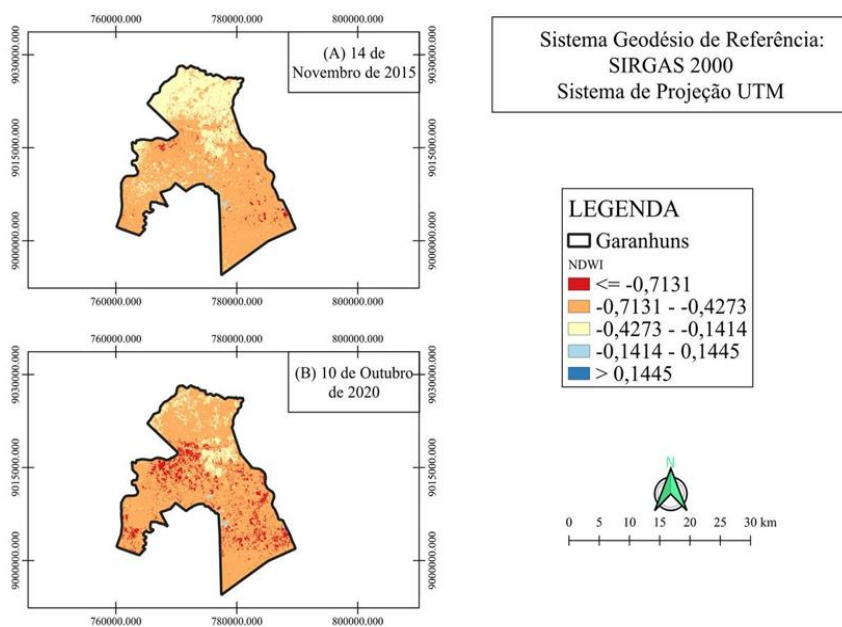 760000.000 780000.000 800000.000
9030000.000
9015000.000
9000000.000
(A) 14 de
Novembro de 2015
9030000.000
9015000.000
9000000.000
760000.000 780000.000 800000.000
760000.000 780000.000 800000.000
9030000.000
9015000.000
9000000.000
(B) 10 de Outubro
de 2020
9030000.000
9015000.000
9000000.000
760000.000 780000.000 800000.000
Sistema Geodésio de Referência:
SIRGAS 2000
Sistema de Projeção UTM
LEGENDA
Garanhuns
NDWI
<= -0,7131
-0,7131 - -0,4273
-0,4273 - -0,1414
-0,1414 - 0,1445
> 0,1445
N
0 5 10 15 20 25 30 km